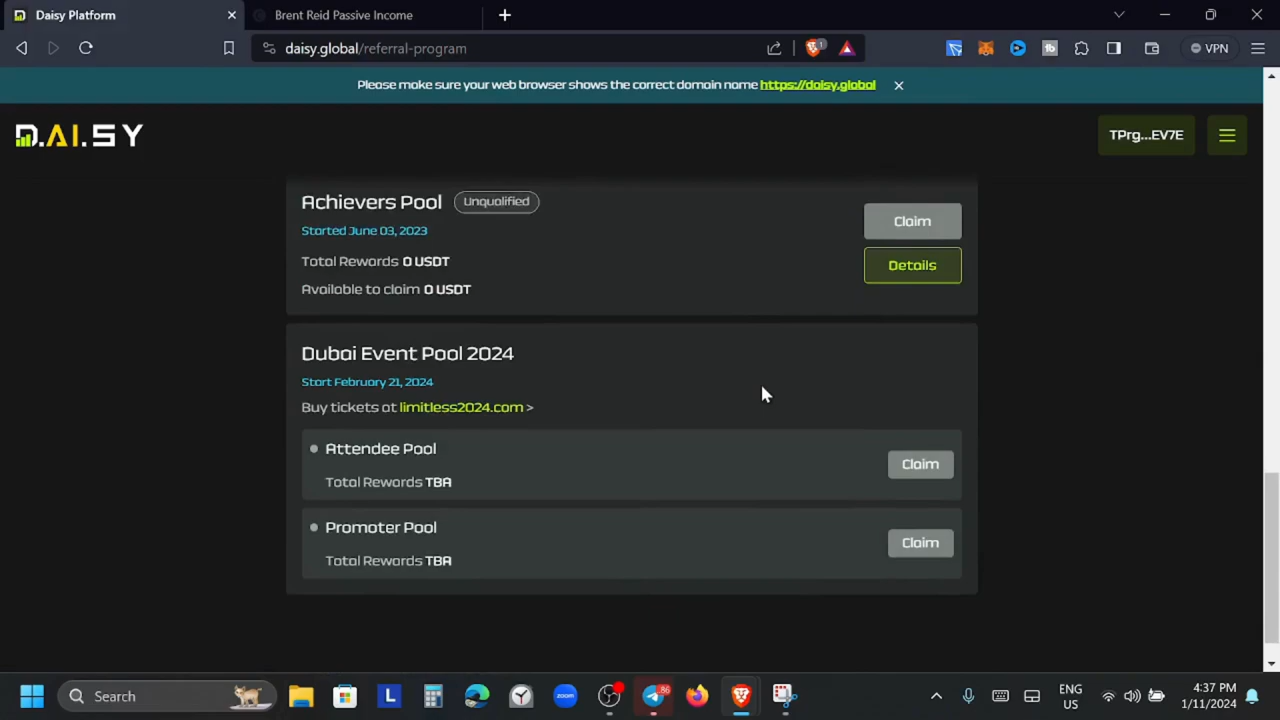 Daisy Platform
Brent Reid Passive Income
daisy.global/referral-program
1
VPN
Please make sure your web browser shows the correct domain name https://daisy.global
D.AI.SY
TPrg...EV7E
Achievers Pool
Unqualified
Claim
Started June 03, 2023
Total Rewards 0 USDT
Details
Available to claim 0 USDT
Dubai Event Pool 2024
Start February 21, 2024
Buy tickets at limitless2024.com >
Attendee Pool
Claim
Total Rewards TBA
Promoter Pool
Claim
Total Rewards TBA
Search
L
zoom
86
ENG
US
4:37 PM
1/11/2024